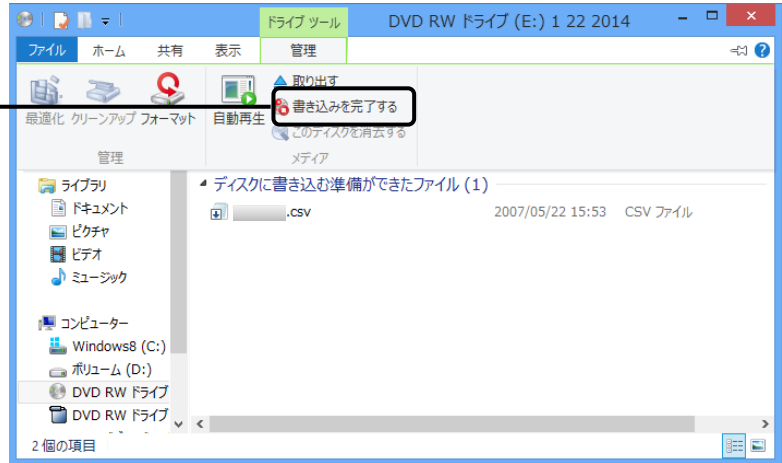 ドライブ ツール DVD RW ドライブ (E:) 1 22 2014
ファイル ホーム 共有 表示 管理
取り出す
書き込みを完了する
最適化 クリーンアップ フォーマット 自動再生
このディスクを消去する
管理 メディア
ライブラリ
ドキュメント
ピクチャ
ビデオ
ミュージック
コンピューター
Windows8 (C:)
ボリューム (D:)
DVD RW ドライブ
DVD RW ドライブ
ディスクに書き込む準備ができたファイル (1)
.csv 2007/05/22 15:53 CSV ファイル
2 個の項目